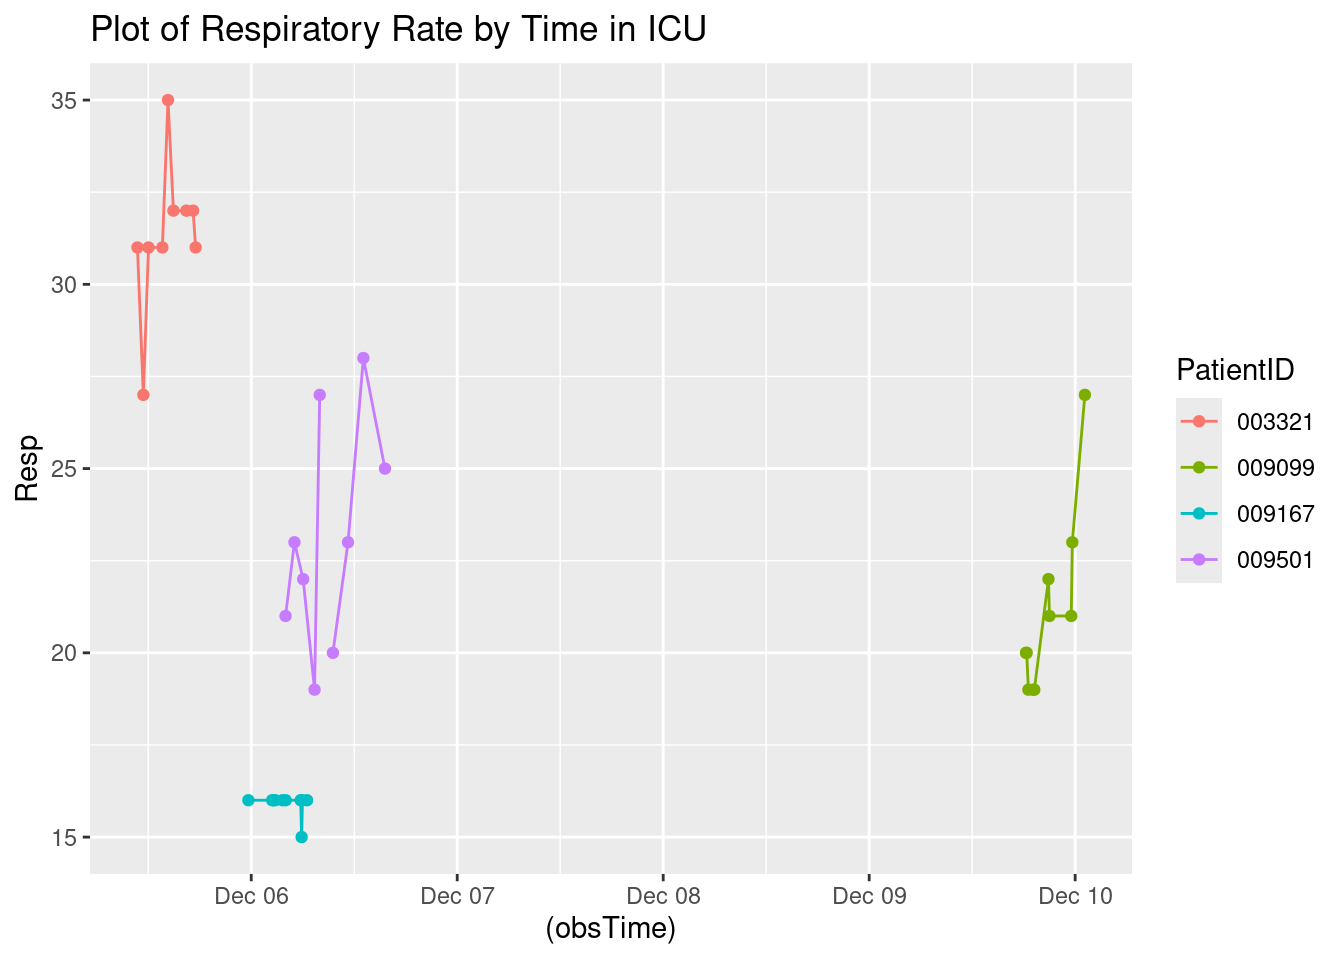 Plot of Respiratory Rate by Time in ICU
35
30
25
20
15
Resp
Dec 06
Dec 07
Dec 08
Dec 09
Dec 10
(obsTime)
PatientID
003321
009099
009167
009501